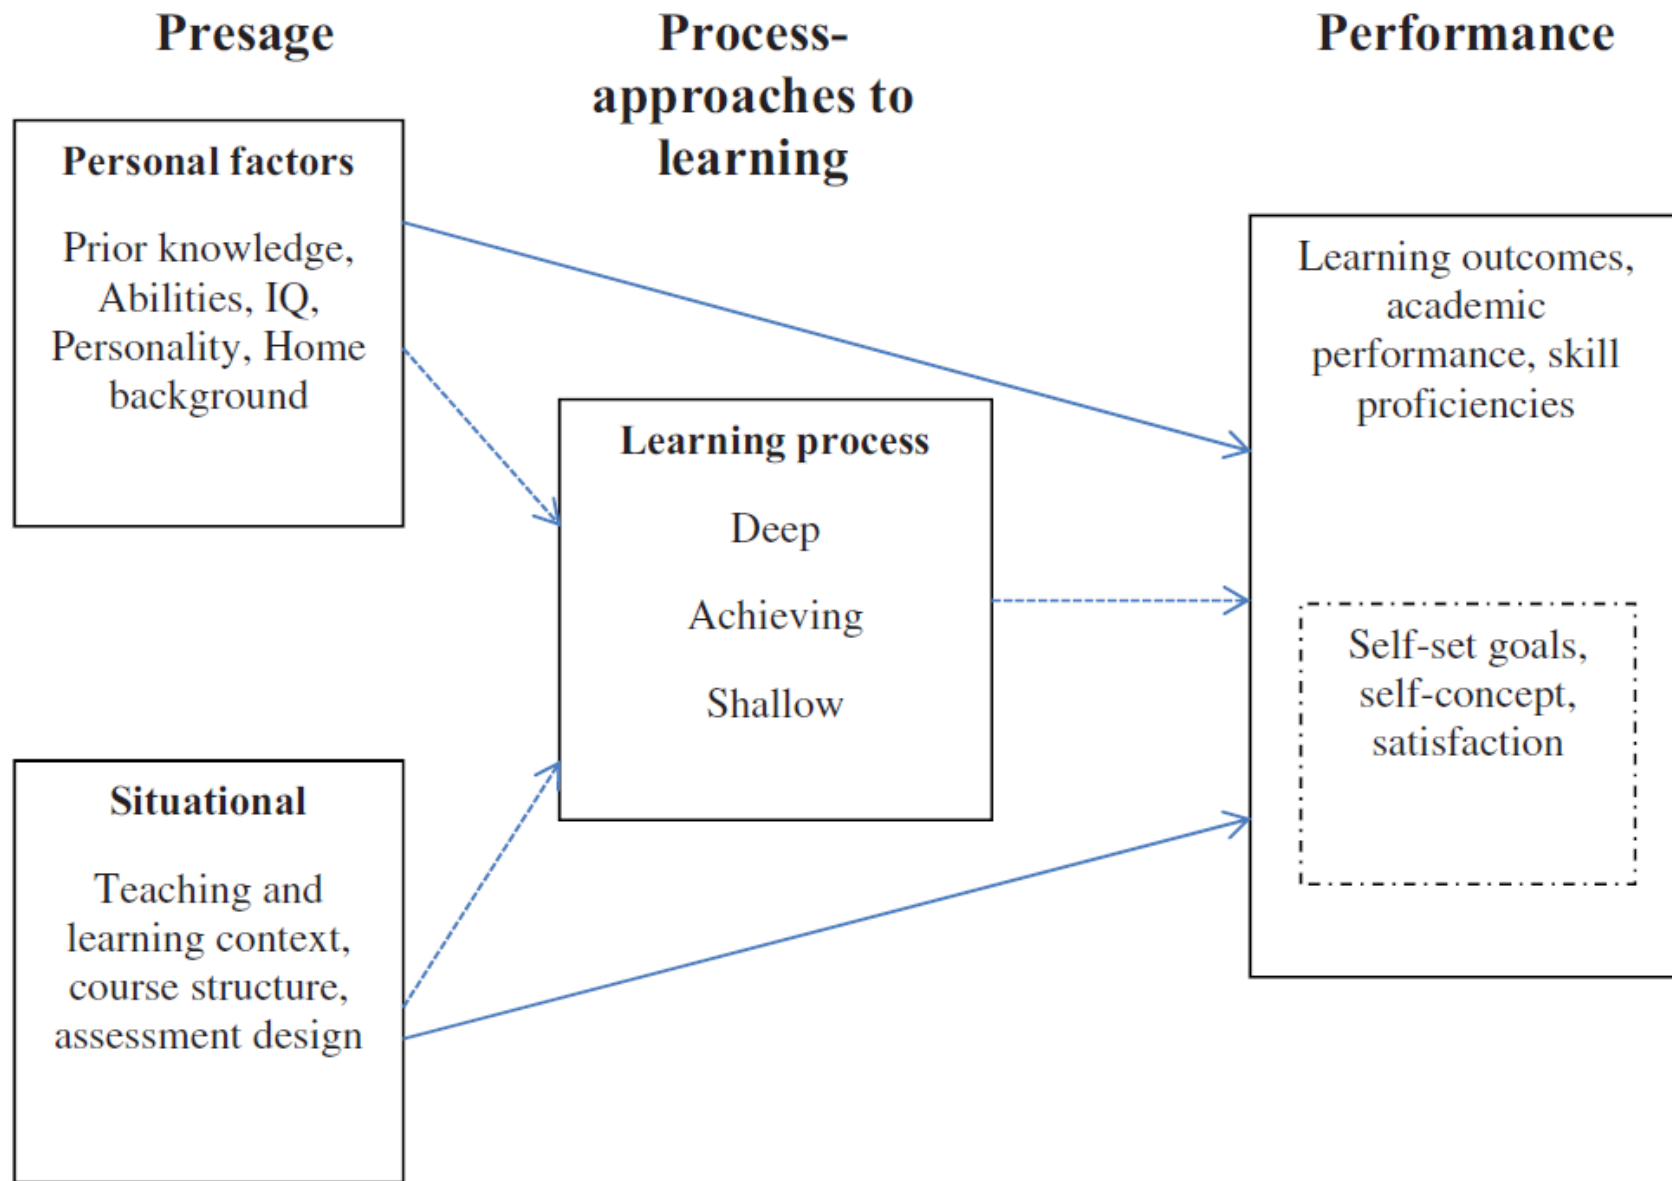 Presage
Process-
approaches to
learning
Performance
Personal factors
Prior knowledge,
Abilities, IQ,
Personality, Home
background
Learning process
Deep
Achieving
Shallow
Situational
Teaching and
learning context,
course structure,
assessment design
Learning outcomes,
academic
performance, skill
proficiencies
Self-set goals,
self-concept,
satisfaction